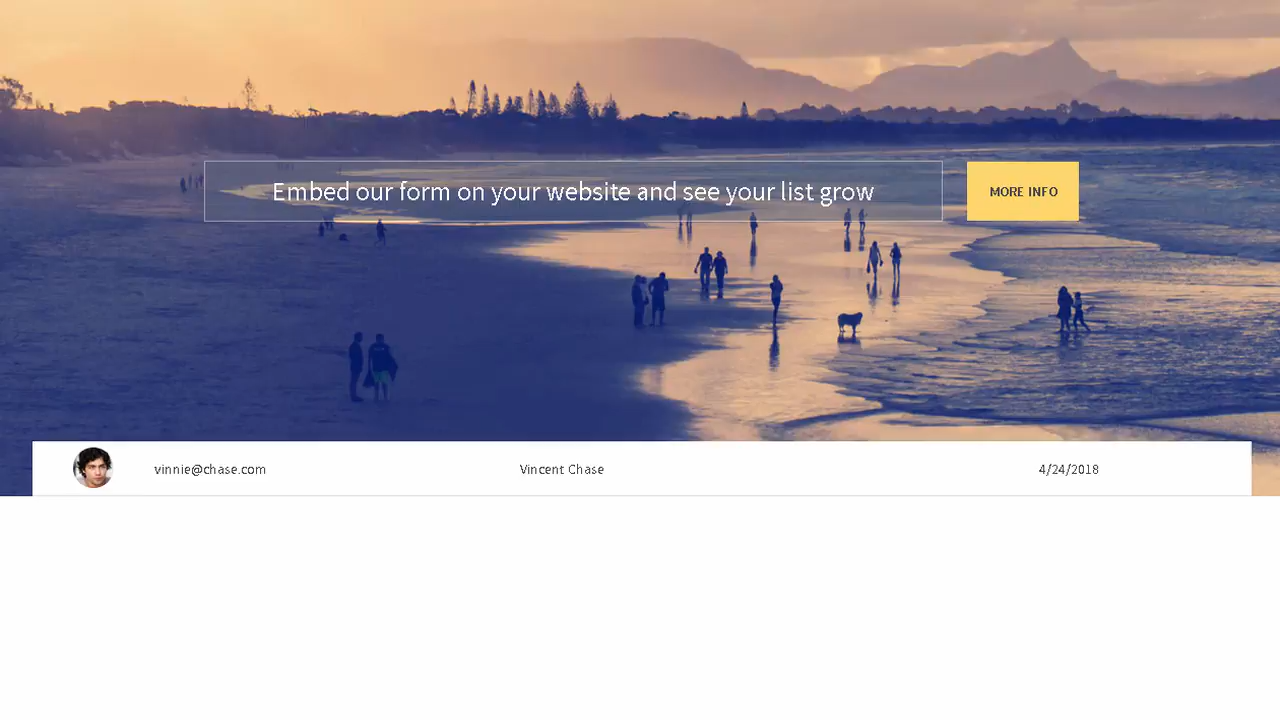 Embed our form on your website and see your list grow
MORE INFO
vinnie@chase.com
Vincent Chase
4/24/2018